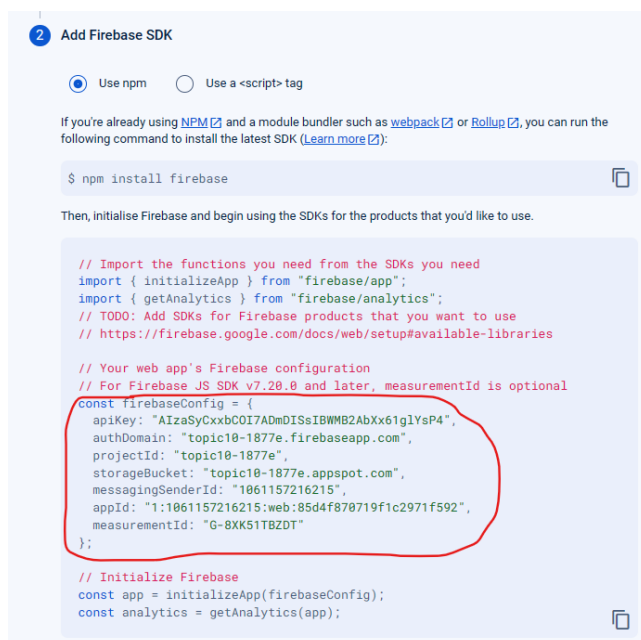 2 Add Firebase SDK
Use npm Use a <script> tag
If you're already using NPM and a module bundler such as webpack or Rollup, you can run the
following command to install the latest SDK (Learn more):
$ npm install firebase
Then, initialise Firebase and begin using the SDKs for the products that you'd like to use.
// Import the functions you need from the SDKs you need
import { initializeApp } from "firebase/app";
import { getAnalytics } from "firebase/analytics";
// TODO: Add SDKs for Firebase products that you want to use
// https://firebase.google.com/docs/web/setup#available-libraries
// Your web app's Firebase configuration
// For Firebase JS SDK v7.20.0 and later, measurementId is optional
const firebaseConfig = {
apiKey: "AIzaSyCxxbCOI7ADmDISsIBWMB2AbXx61glYsP4",
authDomain: "topic10-1877e.firebaseapp.com",
projectId: "topic10-1877e",
storageBucket: "topic10-1877e.appspot.com",
messagingSenderId: "1061157216215",
appId: "1:1061157216215:web:85d4f870719f1c2971f592",
measurementId: "G-8XK51TBZDT"
};
// Initialize Firebase
const app = initializeApp(firebaseConfig);
const analytics = getAnalytics(app);